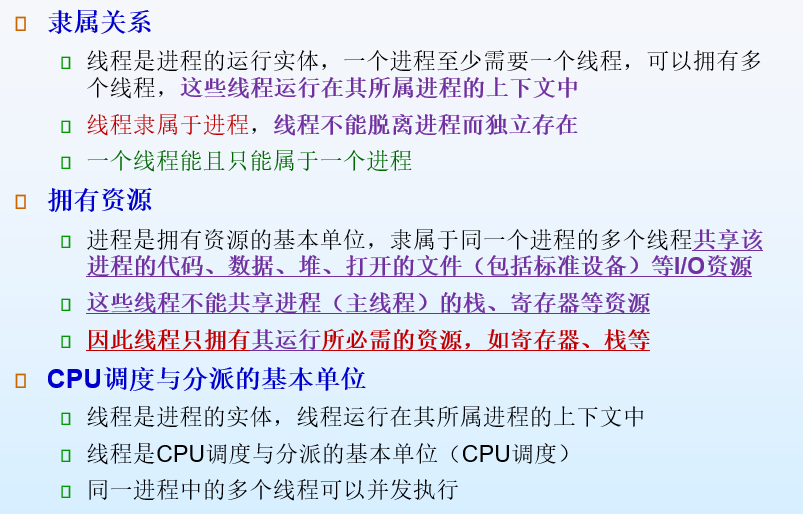 隶属关系
线程是进程的运行实体，一个进程至少需要一个线程，可以拥有多
个线程，这些线程运行在其所属进程的上下文中
线程隶属于进程，线程不能脱离进程而独立存在
一个线程能且只能属于一个进程
拥有资源
进程是拥有资源的基本单位，隶属于同一个进程的多个线程共享该
进程的代码、数据、堆、打开的文件（包括标准设备）等I/O资源
这些线程不能共享进程（主线程）的栈、寄存器等资源
因此线程只拥有其运行所必需的资源，如寄存器、栈等
CPU调度与分派的基本单位
线程是进程的实体，线程运行在其所属进程的上下文中
线程是CPU调度与分派的基本单位（CPU调度）
同一进程中的多个线程可以并发执行